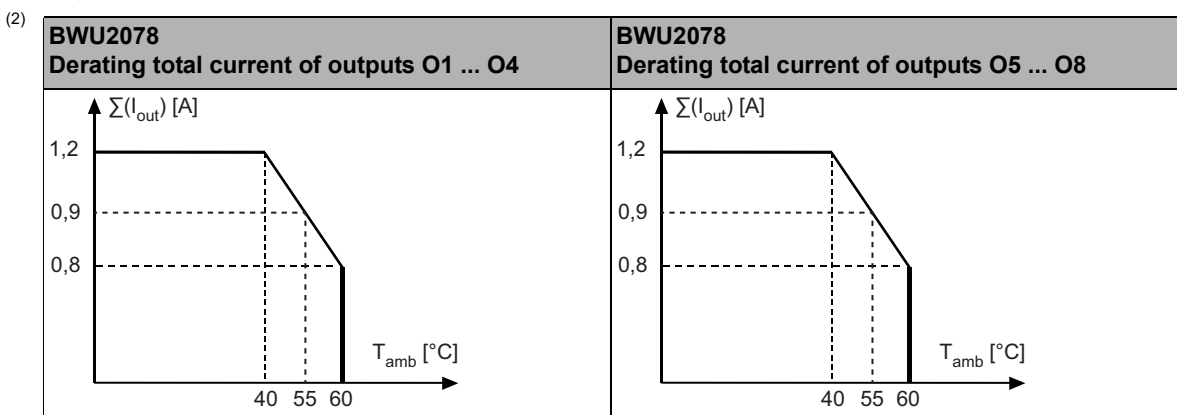 (2)
BWU2078
Derating total current of outputs O1 ... O4
∑(Iout) [A]
1,2
0,9
0,8
Tamb [°C]
40 55 60
BWU2078
Derating total current of outputs O5 ... O8
∑(Iout) [A]
1,2
0,9
0,8
Tamb [°C]
40 55 60